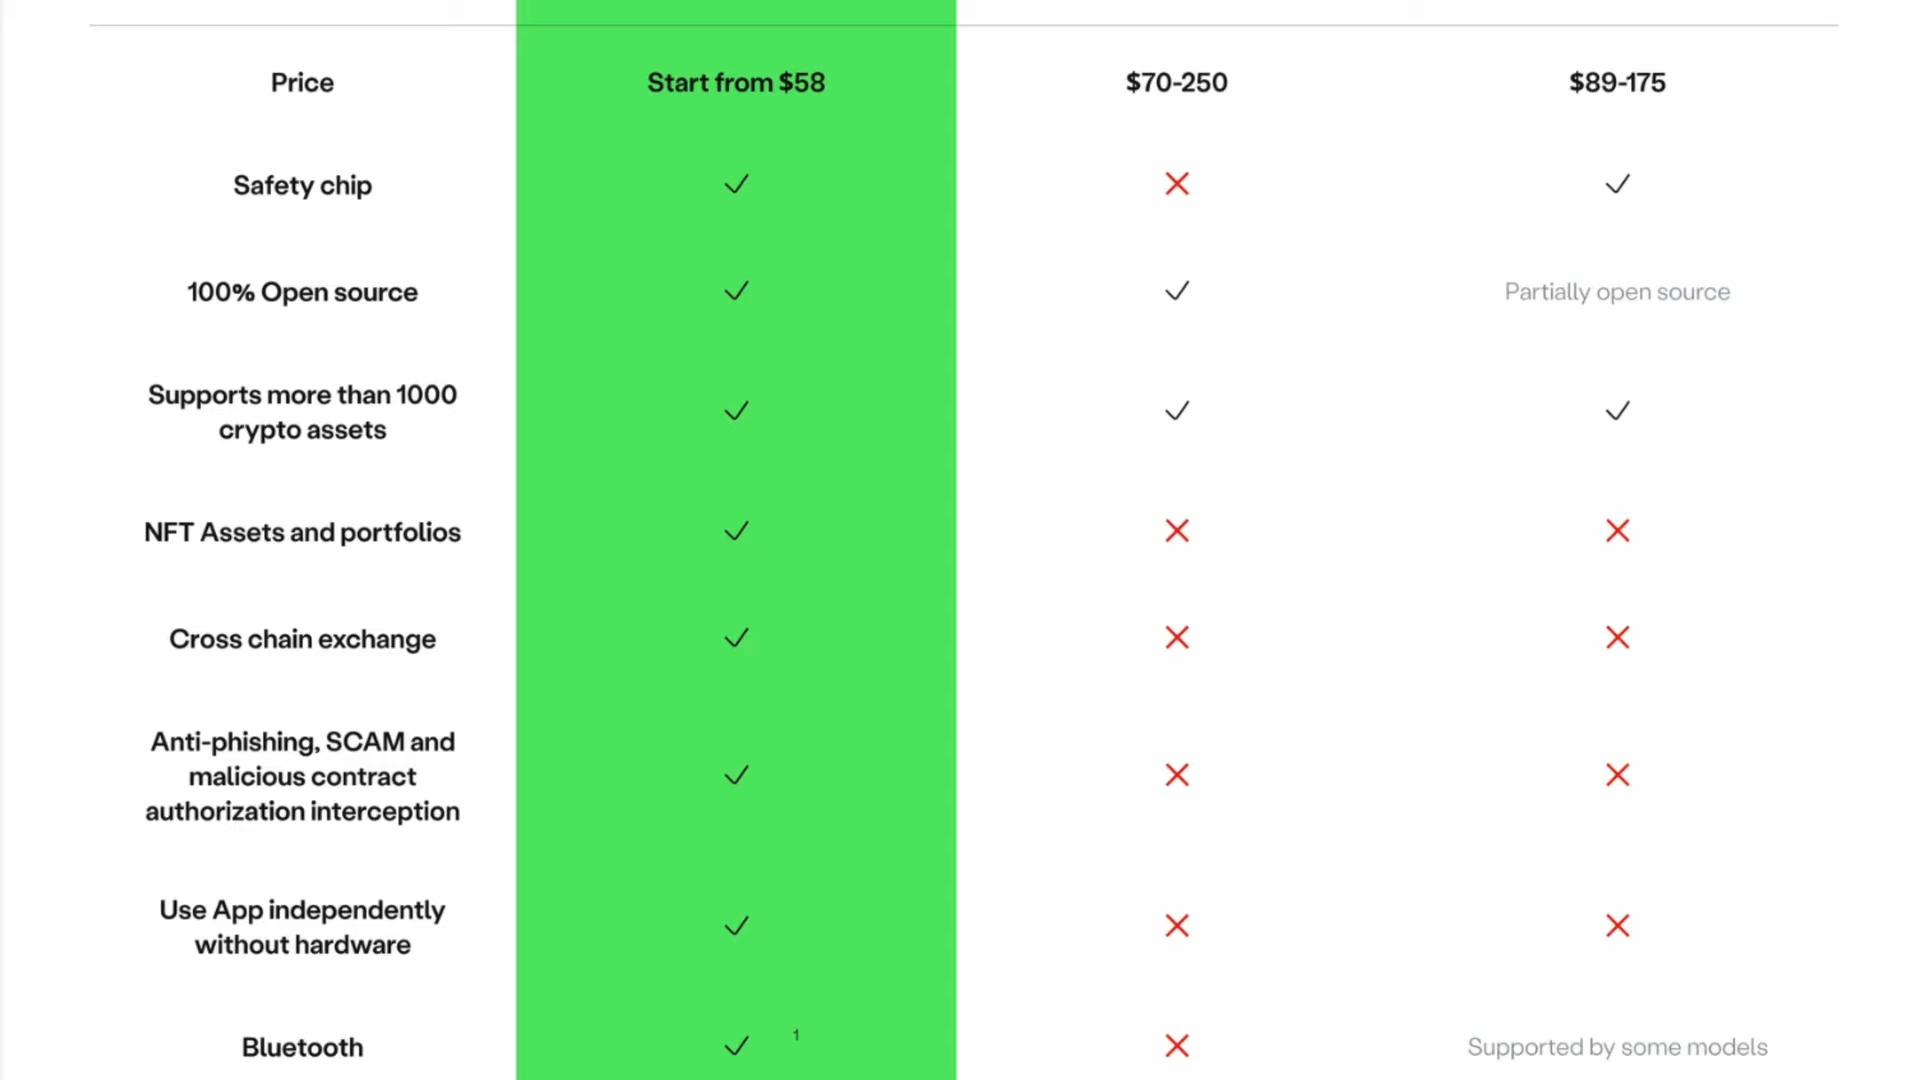 Price Start from $58 $70-250 $89-175
Safety chip
100% Open source Partially open source
Supports more than 1000
crypto assets
NFT Assets and portfolios
Cross chain exchange
Anti-phishing, SCAM and
malicious contract
authorization interception
Use App independently
without hardware
Bluetooth 1 Supported by some models